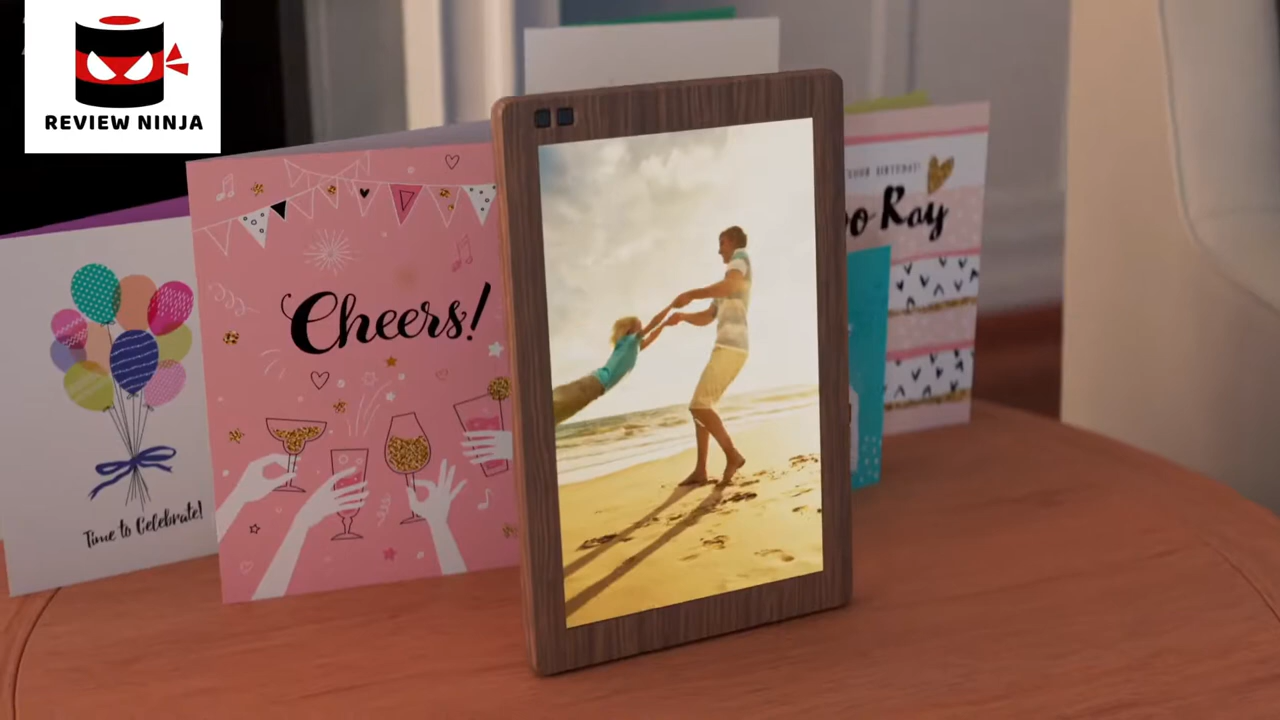 REVIEW NINJA
Cheers!
Time to Celebrate!
YOUR BIRTHDAY!
Ray